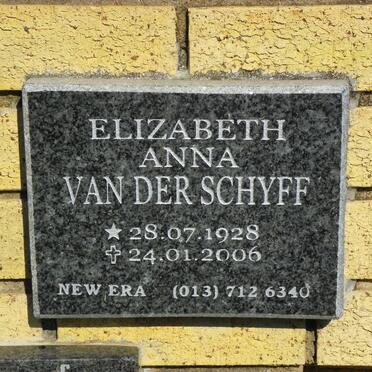 ELIZABETH
ANNA
VAN DER SCHYFF
★ 28.07.1928
✝ 24.01.2006
NEW ERA (013) 712 6340